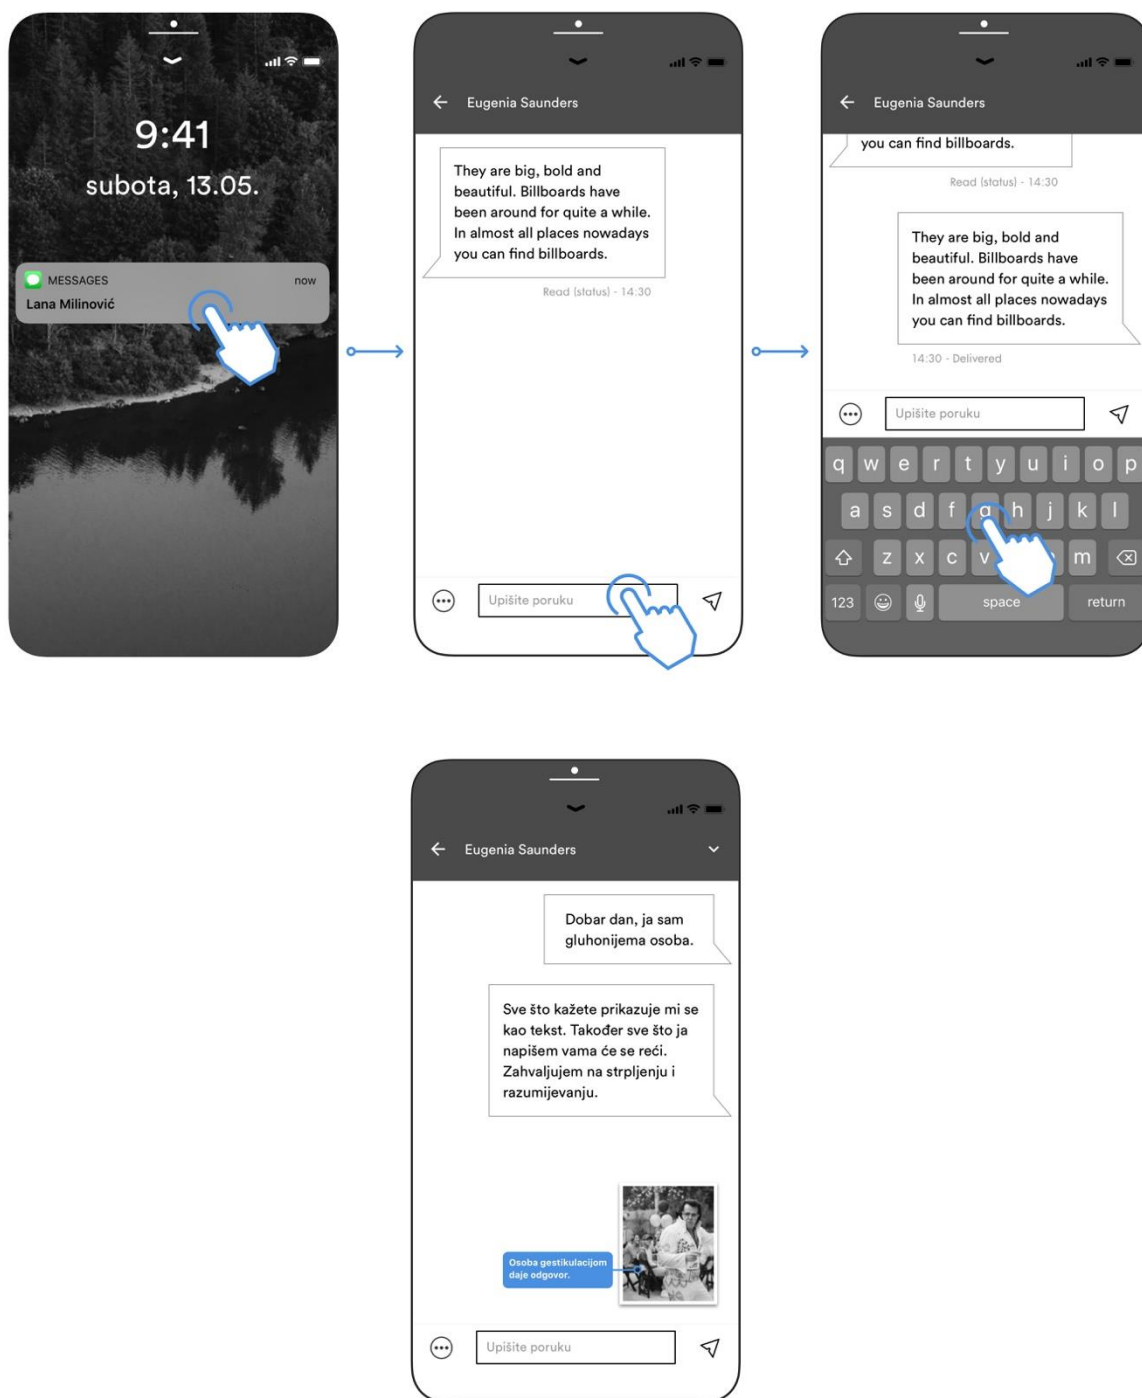 9:41
subota, 13.05.
MESSAGES
now
Lana Milinović
Eugenia Saunders
They are big, bold and
beautiful. Billboards have
been around for quite a while.
In almost all places nowadays
you can find billboards.
Read (status) - 14:30
Upišite poruku
Eugenia Saunders
you can find billboards.
Read (status) - 14:30
They are big, bold and
beautiful. Billboards have
been around for quite a while.
In almost all places nowadays
you can find billboards.
14:30 - Delivered
Upišite poruku
q w e r t y u i o p
a s d f g h j k l
z x c v m
123 space return
Eugenia Saunders
Dobar dan, ja sam
gluhonijema osoba.
Sve što kažete prikazuje mi se
kao tekst. Također sve što ja
napišem vama će se reći.
Zahvaljujem na strpljenju i
razumijevanju.
Osoba gestikulacijom
daje odgovor.
Upišite poruku